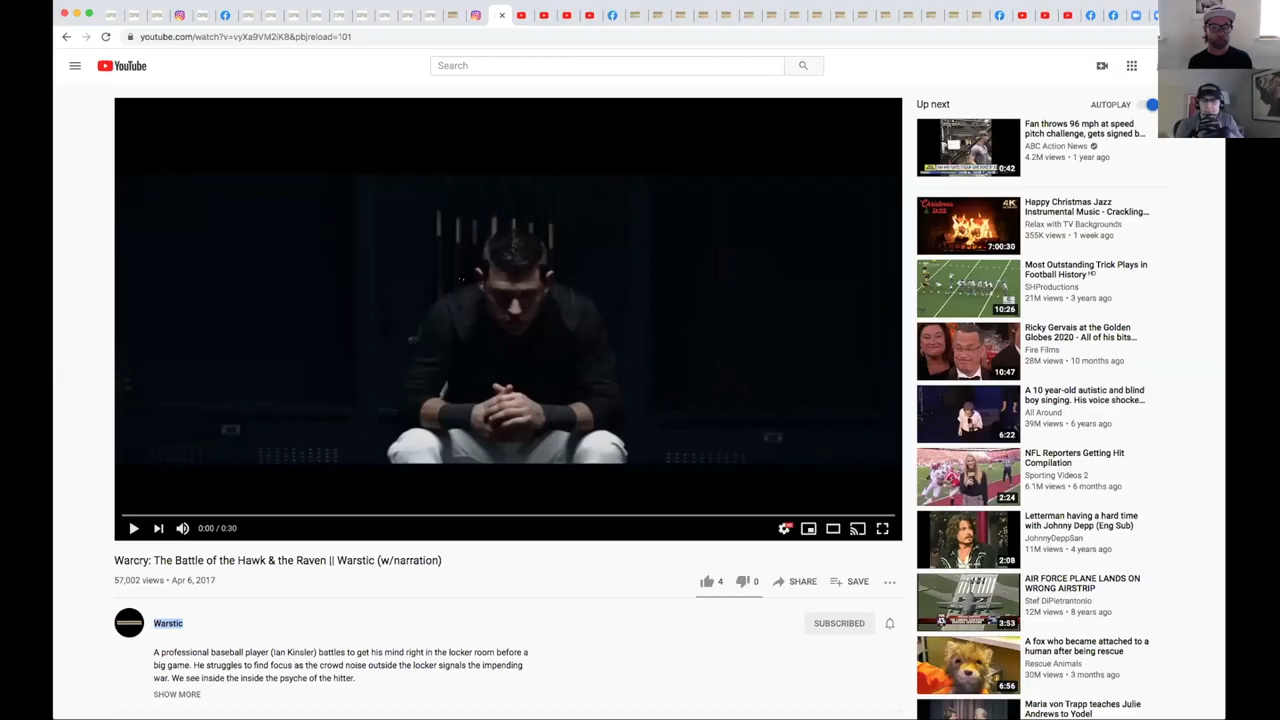 youtube.com/watch?v=vyXa9VM2iK8&pbjreload=101
YouTube
Search
Up next
AUTOPLAY
Fan throws 96 mph at speed
pitch challenge, gets signed b...
ABC Action News
4.2M views • 1 year ago
0:42
Happy Christmas Jazz
Instrumental Music - Crackling...
Relax with TV Backgrounds
355K views • 1 week ago
Christmas
JAZZ
4K
7:00:30
Most Outstanding Trick Plays in
Football History HD
SHProductions
21M views • 3 years ago
10:26
Ricky Gervais at the Golden
Globes 2020 - All of his bits...
Fire Films
28M views • 10 months ago
10:47
A 10 year-old autistic and blind
boy singing. His voice shocke...
All Around
39M views • 6 years ago
6:22
NFL Reporters Getting Hit
Compilation
Sporting Videos 2
6.1M views • 6 months ago
2:24
Letterman having a hard time
with Johnny Depp (Eng Sub)
JohnnyDeppSan
11M views • 4 years ago
2:08
AIR FORCE PLANE LANDS ON
WRONG AIRSTRIP
Stef DiPietrantonio
12M views • 8 years ago
3:53
A fox who became attached to a
human after being rescue
Rescue Animals
30M views • 3 months ago
6:56
Maria von Trapp teaches Julie
Andrews to Yodel
0:00 / 0:30
Warcry: The Battle of the Hawk & the Raven || Warstic (w/narration)
57,002 views • Apr 6, 2017
4
0
SHARE
SAVE
Warstic
SUBSCRIBED
A professional baseball player (Ian Kinsler) battles to get his mind right in the locker room before a
big game. He struggles to find focus as the crowd noise outside the locker signals the impending
war. We see inside the inside the psyche of the hitter.
SHOW MORE